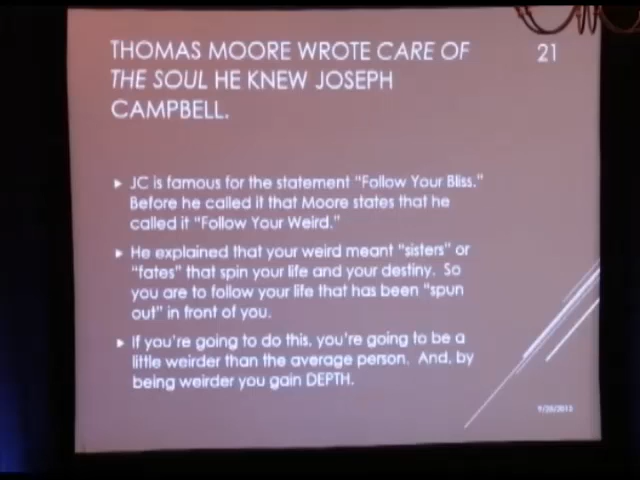 THOMAS MOORE WROTE CARE OF
21
THE SOUL HE KNEW JOSEPH
CAMPBELL.
JC is famous for the statement "Follow Your Bliss."
Before he called it that Moore states that he
called it "Follow Your Weird."
He explained that your weird meant "sisters" or
"fates" that spin your life and your destiny. So
you are to follow your life that has been "spun
out" in front of you.
If you're going to do this, you're going to be a
little weirder than the average person. And, by
being weirder you gain DEPTH.